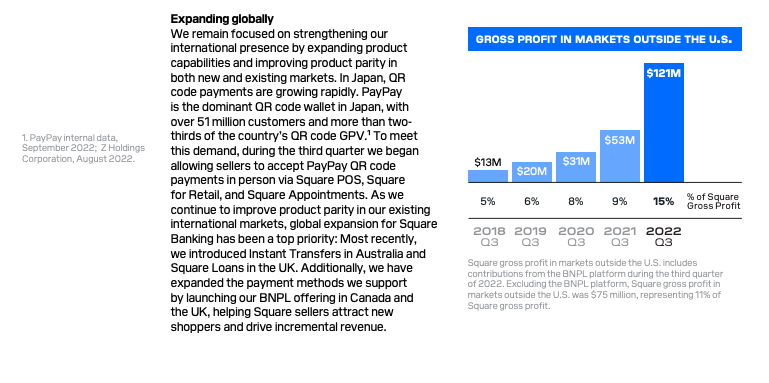 Expanding globally
We remain focused on strengthening our
international presence by expanding product
capabilities and improving product parity in
both new and existing markets. In Japan, QR
code payments are growing rapidly. PayPay
is the dominant QR code wallet in Japan, with
over 51 million customers and more than two-
thirds of the country's QR code GPV.¹ To meet
this demand, during the third quarter we began
allowing sellers to accept PayPay QR code
payments in person via Square POS, Square
for Retail, and Square Appointments. As we
continue to improve product parity in our existing
international markets, global expansion for Square
Banking has been a top priority: Most recently,
we introduced Instant Transfers in Australia and
Square Loans in the UK. Additionally, we have
expanded the payment methods we support
by launching our BNPL offering in Canada and
the UK, helping Square sellers attract new
shoppers and drive incremental revenue.
1. PayPay internal data,
September 2022; Z Holdings
Corporation, August 2022.
GROSS PROFIT IN MARKETS OUTSIDE THE U.S.
$13M $20M $31M $53M $121M
5% 6% 8% 9% 15% % of Square
Gross Profit
2018 2019 2020 2021 2022
Q3 Q3 Q3 Q3 Q3
Square gross profit in markets outside the U.S. includes
contributions from the BNPL platform during the third quarter
of 2022. Excluding the BNPL platform, Square gross profit in
markets outside the U.S. was $75 million, representing 11% of
Square gross profit.